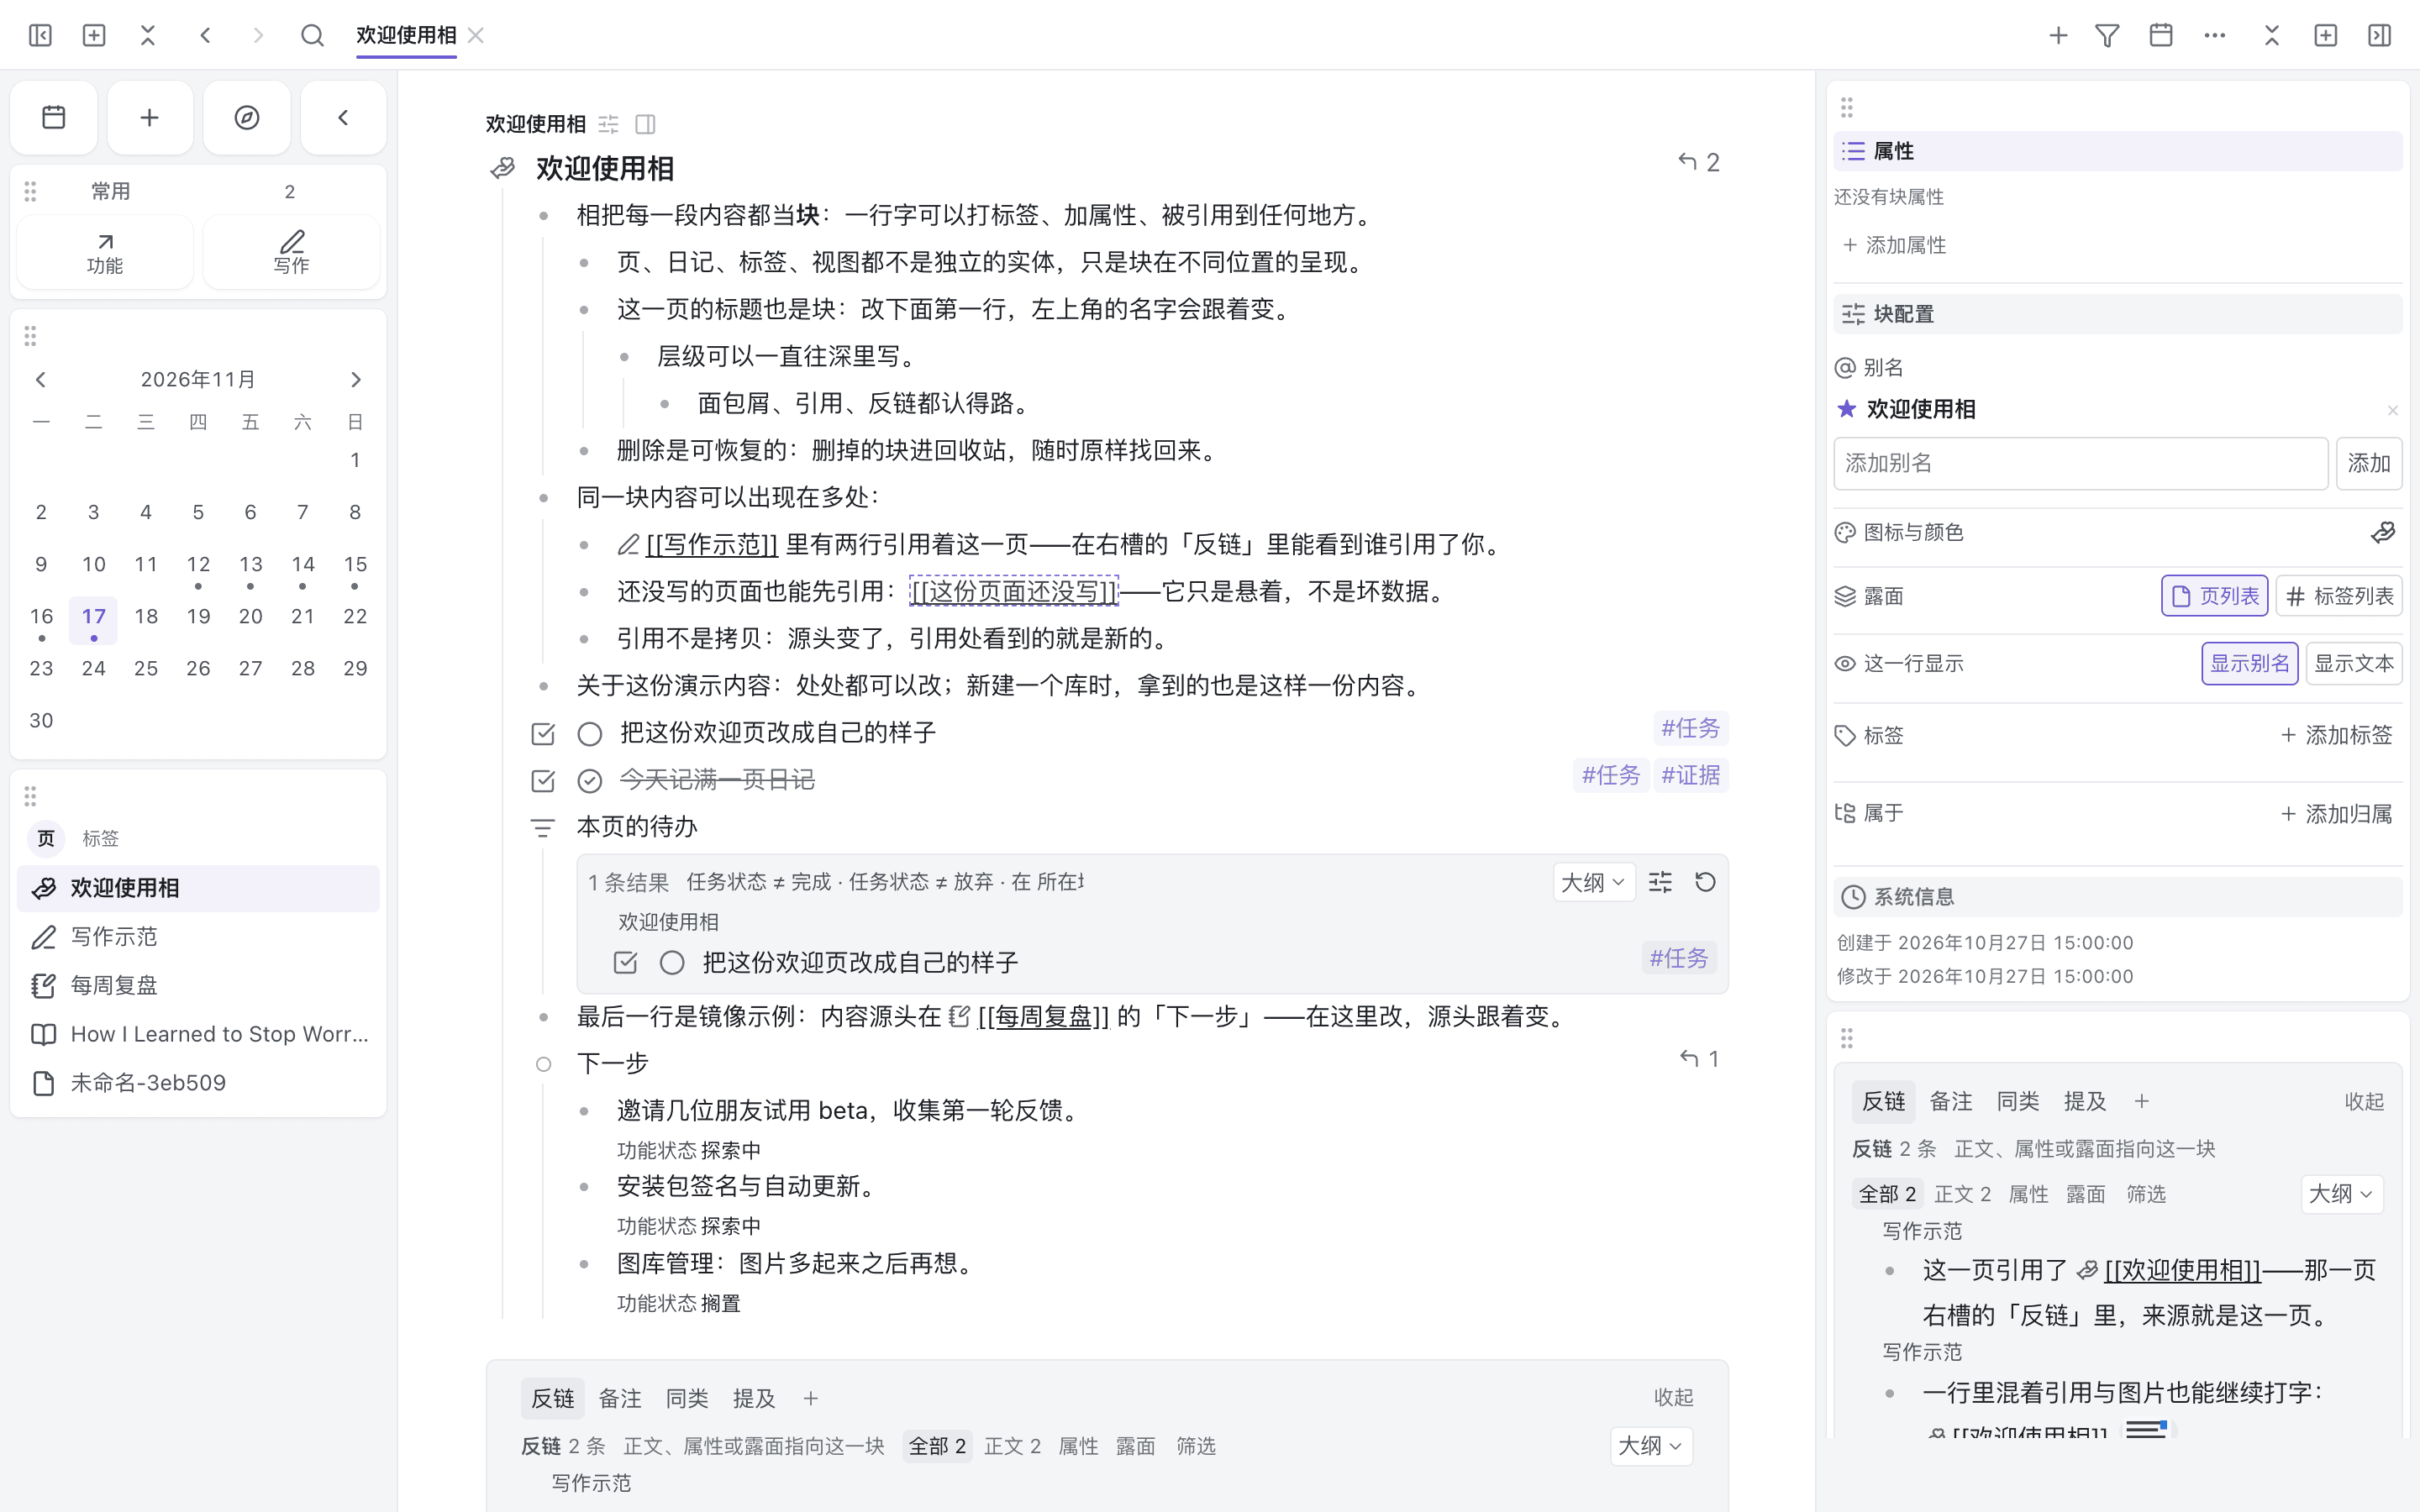 欢迎使用相
常用 2
功能 写作
2026年11月
一 二 三 四 五 六 日
1
2 3 4 5 6 7 8
9 10 11 12 13 14 15
16 17 18 19 20 21 22
23 24 25 26 27 28 29
30
页 标签
欢迎使用相
写作示范
每周复盘
How I Learned to Stop Worr...
未命名-3eb509
欢迎使用相
欢迎使用相 2
相把每一段内容都当块：一行字可以打标签、加属性、被引用到任何地方。
页、日记、标签、视图都不是独立的实体，只是块在不同位置的呈现。
这一页的标题也是块：改下面第一行，左上角的名字会跟着变。
层级可以一直往深里写。
面包屑、引用、反链都认得路。
删除是可恢复的：删掉的块进回收站，随时原样找回来。
同一块内容可以出现在多处：
[[写作示范]] 里有两行引用着这一页——在右槽的「反链」里能看到谁引用了你。
还没写的页面也能先引用：[[这份页面还没写]]——它只是悬着，不是坏数据。
引用不是拷贝：源头变了，引用处看到的就是新的。
关于这份演示内容：处处都可以改；新建一个库时，拿到的也是这样一份内容。
把这份欢迎页改成自己的样子 #任务
今天记满一页日记 #任务 #证据
本页的待办
1 条结果 任务状态 ≠ 完成 · 任务状态 ≠ 放弃 · 在 所在 大纲
欢迎使用相
把这份欢迎页改成自己的样子 #任务
最后一行是镜像示例：内容源头在 [[每周复盘]] 的「下一步」——在这里改，源头跟着变。
下一步 1
邀请几位朋友试用 beta，收集第一轮反馈。
功能状态 探索中
安装包签名与自动更新。
功能状态 探索中
图库管理：图片多起来之后再想。
功能状态 搁置
反链 备注 同类 提及 + 收起
反链 2 条 正文、属性或露面指向这一块 全部 2 正文 2 属性 露面 筛选 大纲
写作示范
属性
还没有块属性
+ 添加属性
块配置
别名
欢迎使用相
添加别名 添加
图标与颜色
露面 页列表 # 标签列表
这一行显示 显示别名 显示文本
标签 + 添加标签
属于 + 添加归属
系统信息
创建于 2026年10月27日 15:00:00
修改于 2026年10月27日 15:00:00
反链 备注 同类 提及 + 收起
反链 2 条 正文、属性或露面指向这一块
全部 2 正文 2 属性 露面 筛选 大纲
写作示范
这一页引用了 [[欢迎使用相]]——那一页
右槽的「反链」里，来源就是这一页。
写作示范
一行里混着引用与图片也能继续打字：
[[欢迎使用相]]